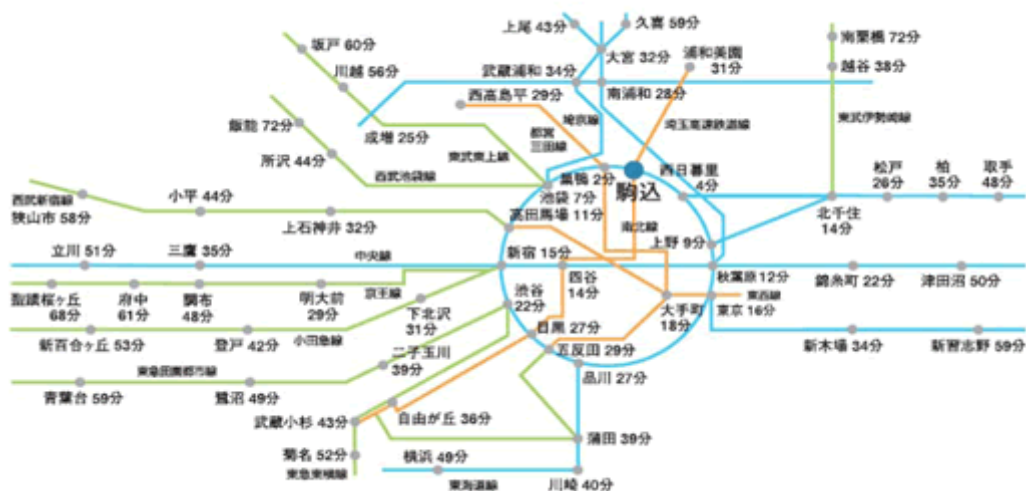 上尾 43分
久喜 59分
坂戸 60分
大宮 32分
浦和美園
31分
南栗橋 72分
川越 56分
武蔵浦和 34分
越谷 38分
西高島平 29分
南浦和 28分
埼京線
埼玉高速鉄道線
東武伊勢崎線
飯能 72分
成増 25分
都営
三田線
東武東上線
所沢 44分
西武池袋線
巣鴨 2分
駒込
西日暮里
4分
松戸
26分
柏
35分
取手
48分
西武新宿線
狭山市 58分
小平 44分
池袋 7分
高田馬場 11分
南北線
北千住
14分
上石神井 32分
上野 9分
立川 51分
三鷹 35分
中央線
新宿 15分
四谷
14分
秋葉原12分
錦糸町 22分
津田沼 50分
聖蹟桜ヶ丘
68分
府中
61分
調布
48分
明大前
29分
京王線
下北沢
31分
渋谷
22分
大手町
18分
東西線
東京 16分
新百合ヶ丘 53分
登戸 42分
小田急線
目黒 27分
二子玉川
39分
五反田 29分
新木場 34分
新習志野 59分
東急田園都市線
青葉台 59分
鷺沼 49分
品川 27分
武蔵小杉 43分
自由が丘 36分
蒲田 39分
菊名 52分
東急東横線
横浜 49分
東海道線
川崎 40分